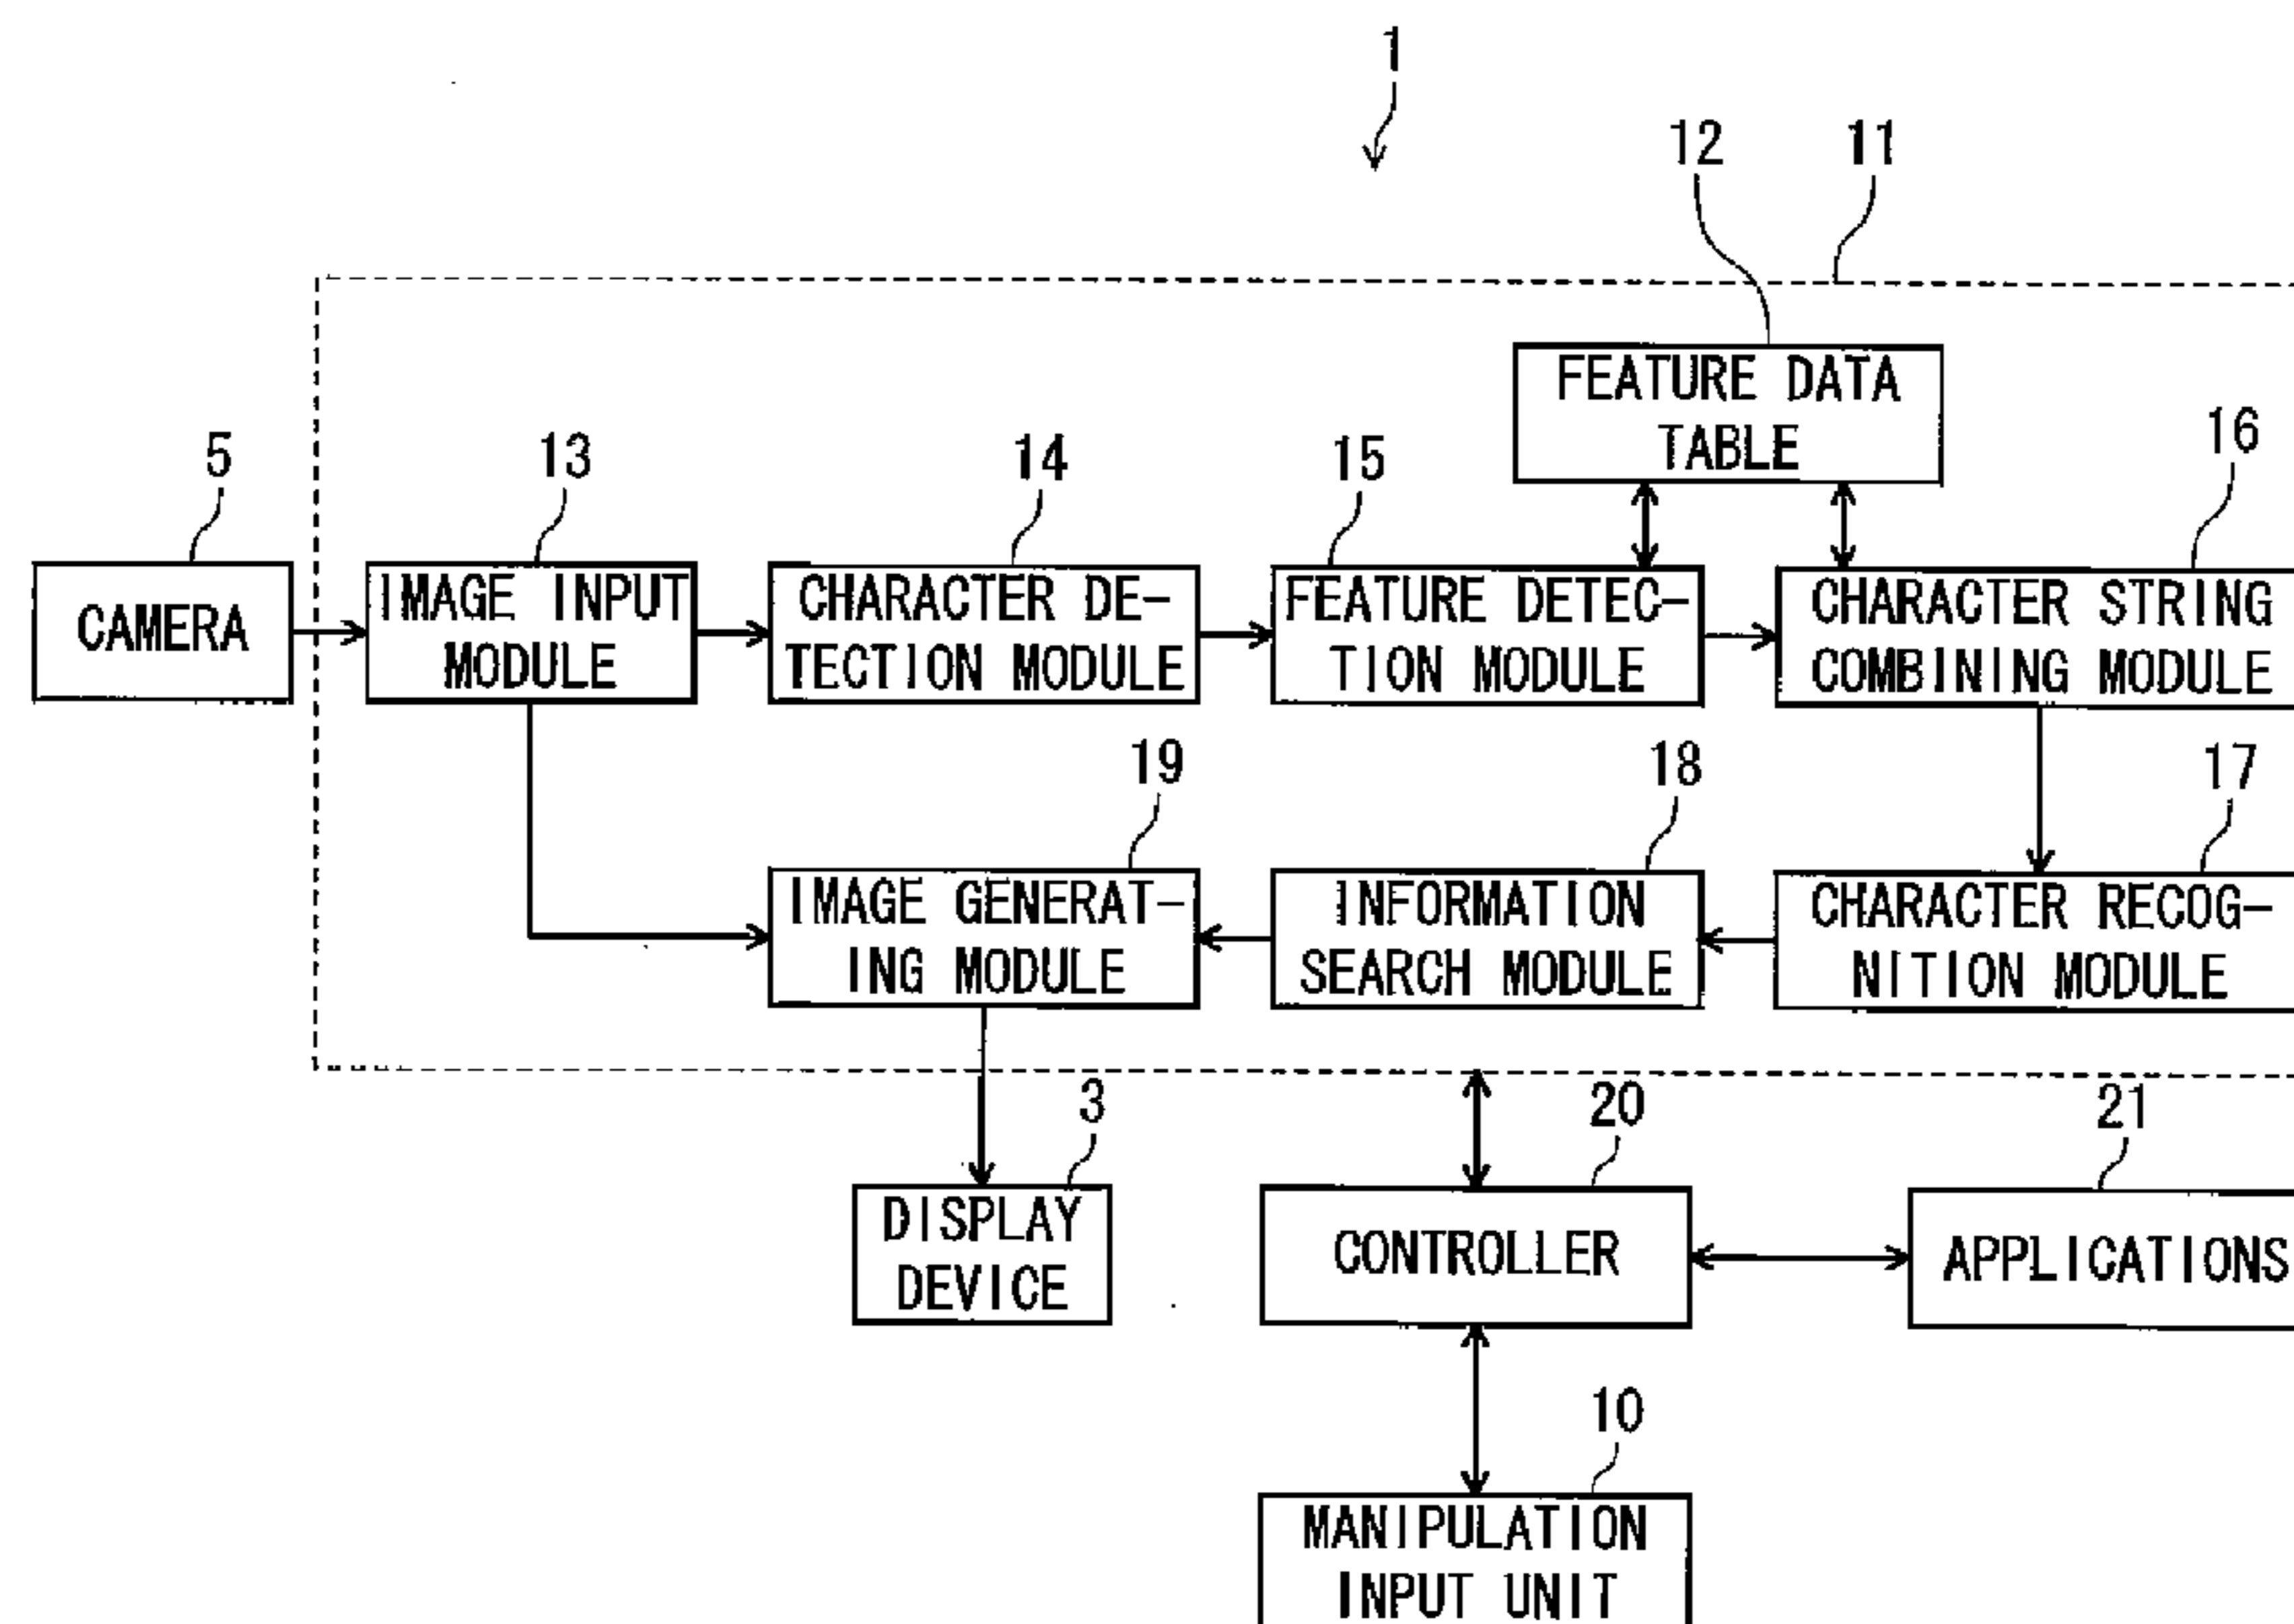 1
12
11
FEATURE DATA
TABLE
5
13
14
15
16
CAMERA
IMAGE INPUT
MODULE
CHARACTER DE-
TECTION MODULE
FEATURE DETEC-
TION MODULE
CHARACTER STRING
COMBINING MODULE
19
18
17
IMAGE GENERAT-
ING MODULE
INFORMATION
SEARCH MODULE
CHARACTER RECOG-
NITION MODULE
3
20
21
DISPLAY
DEVICE
CONTROLLER
APPLICATIONS
10
MANIPULATION
INPUT UNIT